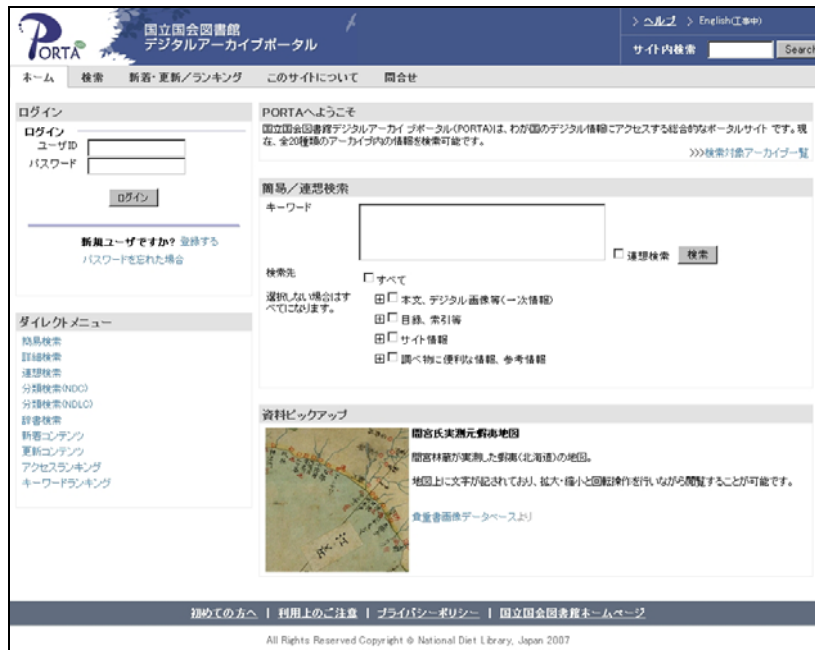 PORTA
国立国会図書館
デジタルアーカイブポータル
> ヘルプ > English(工事中)
サイト内検索 Search
ホーム 検索 新着・更新/ランキング このサイトについて 問合せ
ログイン
ログイン
ユーザID
パスワード
ログイン
新規ユーザですか? 登録する
パスワードを忘れた場合
ダイレクトメニュー
簡易検索
詳細検索
連想検索
分類検索(NDC)
分類検索(NDLC)
辞書検索
新着コンテンツ
更新コンテンツ
アクセスランキング
キーワードランキング
PORTAへようこそ
国立国会図書館デジタルアーカイブポータル(PORTA)は、わが国のデジタル情報にアクセスする総合的なポータルサイトです。現
在、全20種類のアーカイブ内の情報を検索可能です。
>>>検索対象アーカイブ一覧
簡易/連想検索
キーワード
連想検索 検索
検索先
すべて
選択しない場合はす
べてになります。
本文、デジタル画像等(一次情報)
目録、索引等
サイト情報
調べ物に便利な情報、参考情報
資料ピックアップ
間宮氏実測元蝦夷地図
間宮林蔵が実測した蝦夷(北海道)の地図。
地図上に文字が記されており、拡大・縮小と回転操作を行いながら閲覧することが可能です。
貴重書画像データベースより
初めての方へ | 利用上のご注意 | プライバシーポリシー | 国立国会図書館ホームページ
All Rights Reserved Copyright © National Diet Library, Japan 2007